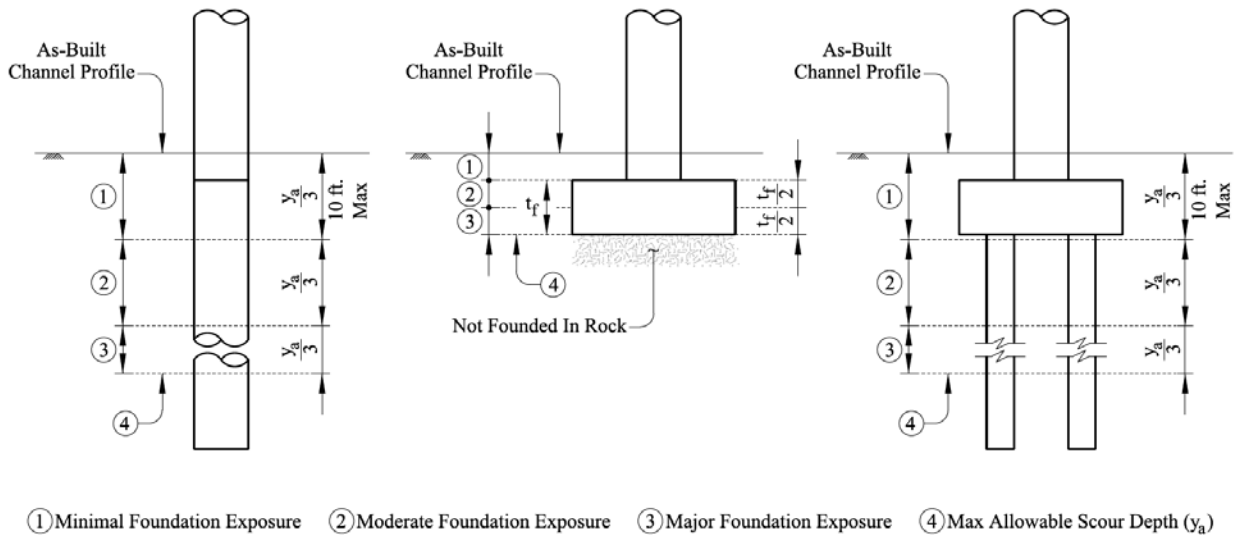 As-Built
Channel Profile
①
②
③
④
yₐ
3
10 ft.
Max
yₐ
3
yₐ
3
As-Built
Channel Profile
①
②
③
t_f
t_f
2
t_f
2
④
Not Founded In Rock
As-Built
Channel Profile
①
②
③
④
yₐ
3
10 ft.
Max
yₐ
3
yₐ
3
① Minimal Foundation Exposure ② Moderate Foundation Exposure ③ Major Foundation Exposure ④ Max Allowable Scour Depth (yₐ)